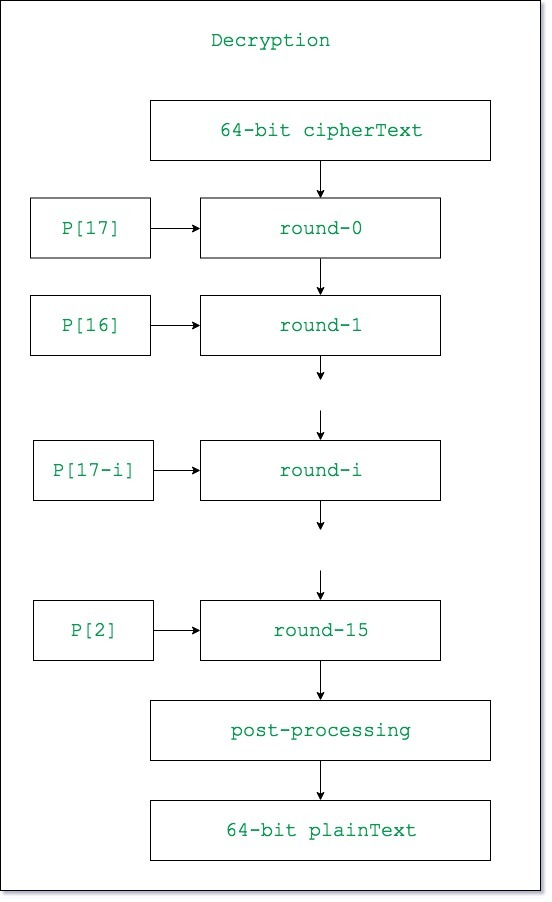 Decryption
64-bit cipherText
P[17]
round-0
P[16]
round-1
P[17-i]
round-i
P[2]
round-15
post-processing
64-bit plainText